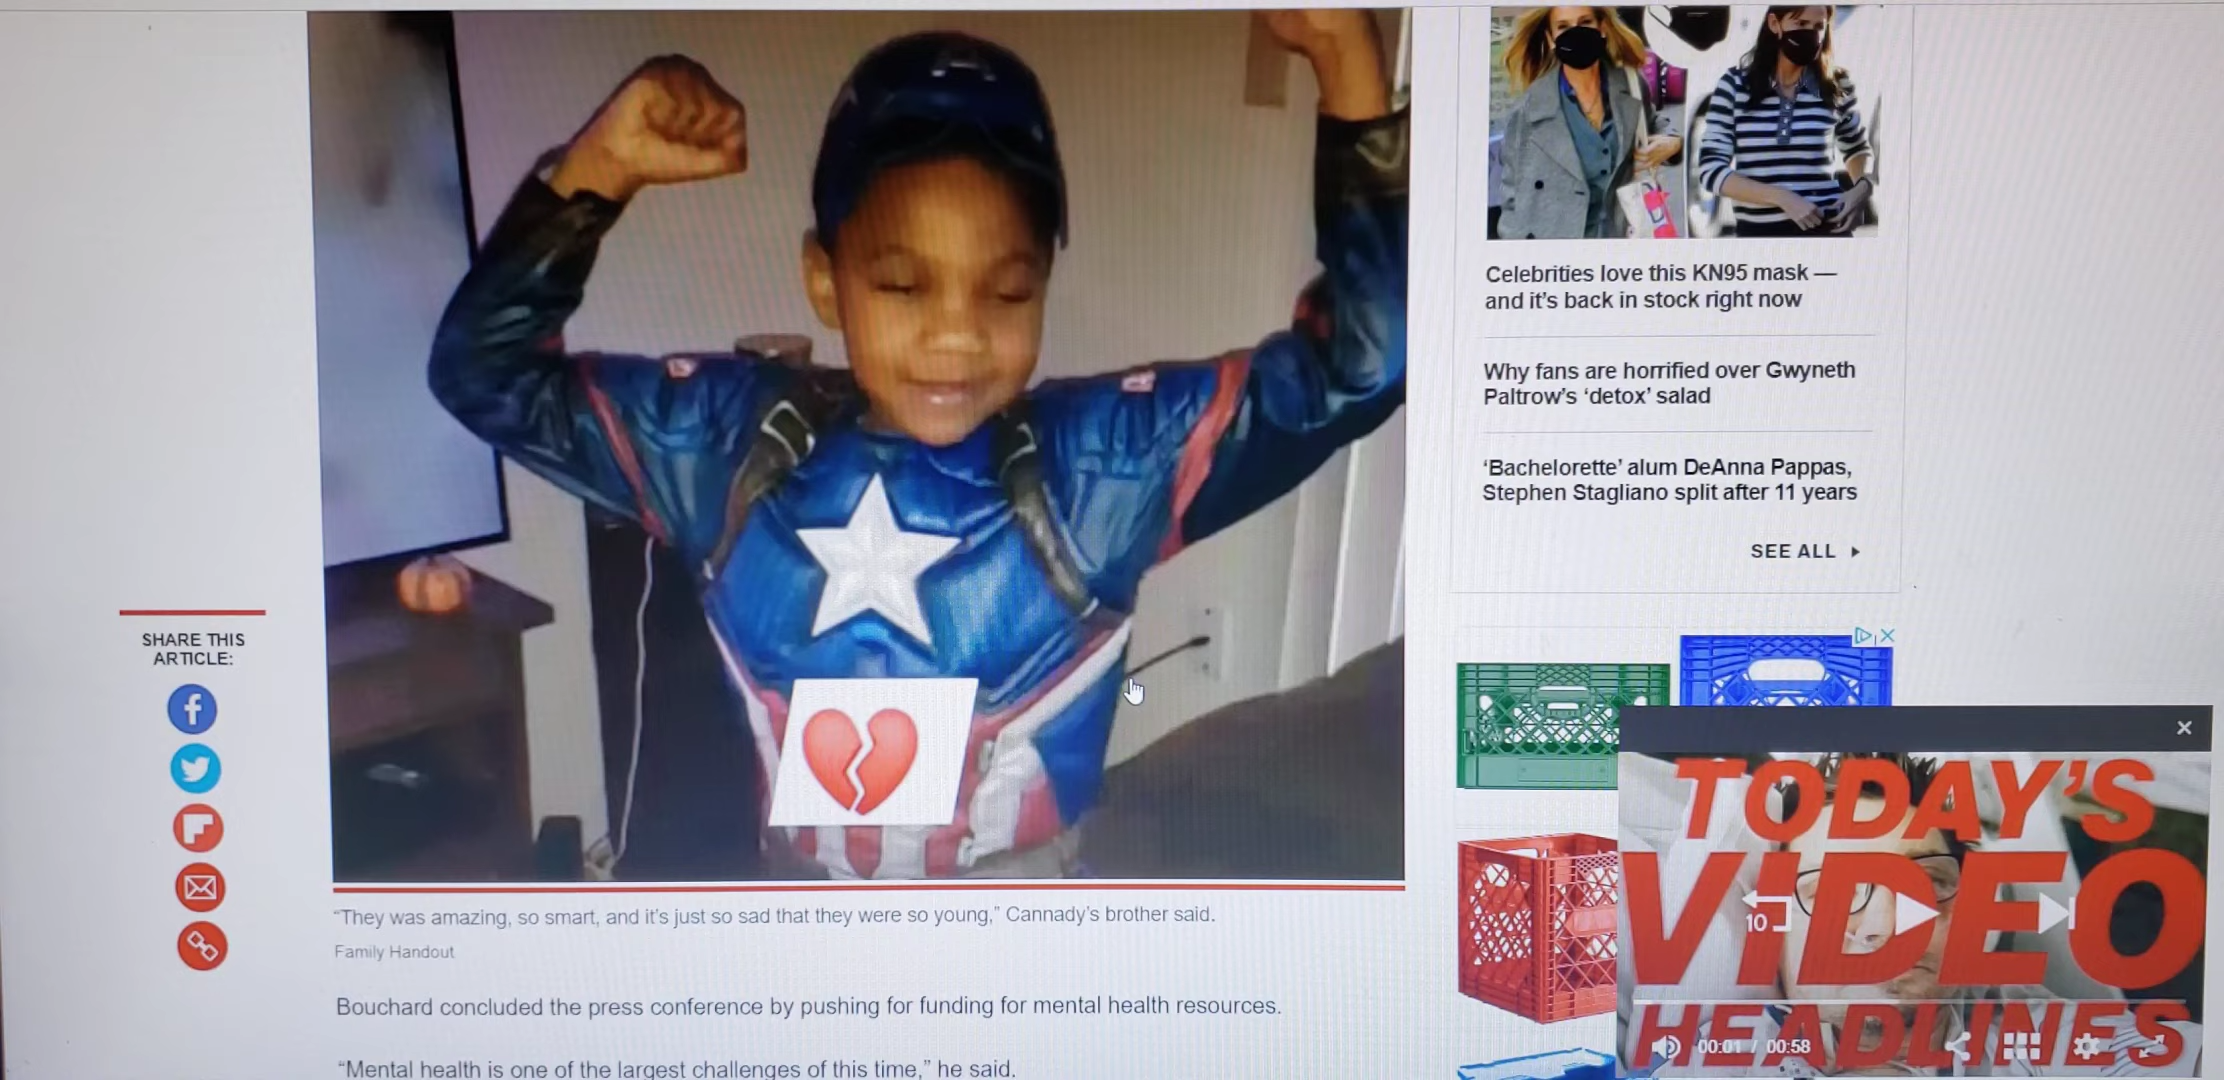 SHARE THIS
ARTICLE:
“They was amazing, so smart, and it’s just so sad that they were so young,” Cannady’s brother said.
Family Handout
Bouchard concluded the press conference by pushing for funding for mental health resources.
“Mental health is one of the largest challenges of this time,” he said.
Celebrities love this KN95 mask —
and it’s back in stock right now
Why fans are horrified over Gwyneth
Paltrow’s ‘detox’ salad
‘Bachelorette’ alum DeAnna Pappas,
Stephen Stagliano split after 11 years
SEE ALL
TODAY’S
VIDEO
10
HEADLINES
00:01 / 00:58